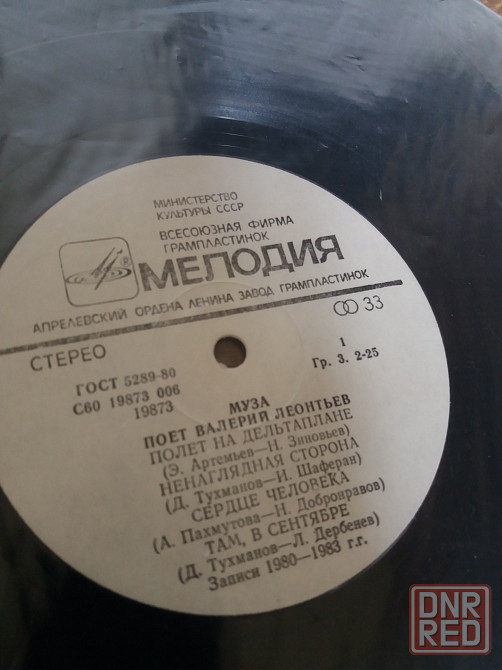 МИНИСТЕРСТВО
КУЛЬТУРЫ СССР
ВСЕСОЮЗНАЯ ФИРМА
ГРАМПЛАСТИНОК
МЕЛОДИЯ
АПРЕЛЕВСКИЙ ОРДЕНА ЛЕНИНА ЗАВОД ГРАМПЛАСТИНОК
СТЕРЕО
33
ГОСТ 5289-80
1
С60 19873 006
Гр. 3. 2-25
19873
МУЗА
ПОЕТ ВАЛЕРИЙ ЛЕОНТЬЕВ
ПОЛЕТ НА ДЕЛЬТАПЛАНЕ
(Э. Артемьев—Н. Зиновьев)
НЕНАГЛЯДНАЯ СТОРОНА
(Д. Тухманов—И. Шаферан)
СЕРДЦЕ ЧЕЛОВЕКА
(А. Пахмутова—Н. Добронравов)
ТАМ, В СЕНТЯБРЕ
(Д. Тухманов—Л. Дербенев)
Записи 1980—1983 г.г.
DNR
RED